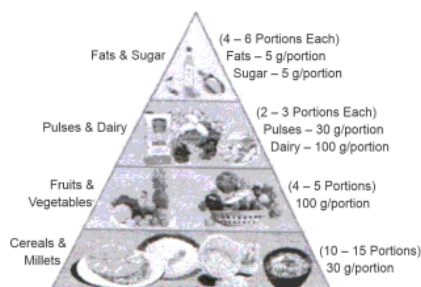 Fats & Sugar
(4 – 6 Portions Each)
Fats – 5 g/portion
Sugar – 5 g/portion
Pulses & Dairy
(2 – 3 Portions Each)
Pulses – 30 g/portion
Dairy – 100 g/portion
Fruits &
Vegetables
(4 – 5 Portions)
100 g/portion
Cereals &
Millets
(10 – 15 Portions)
30 g/portion